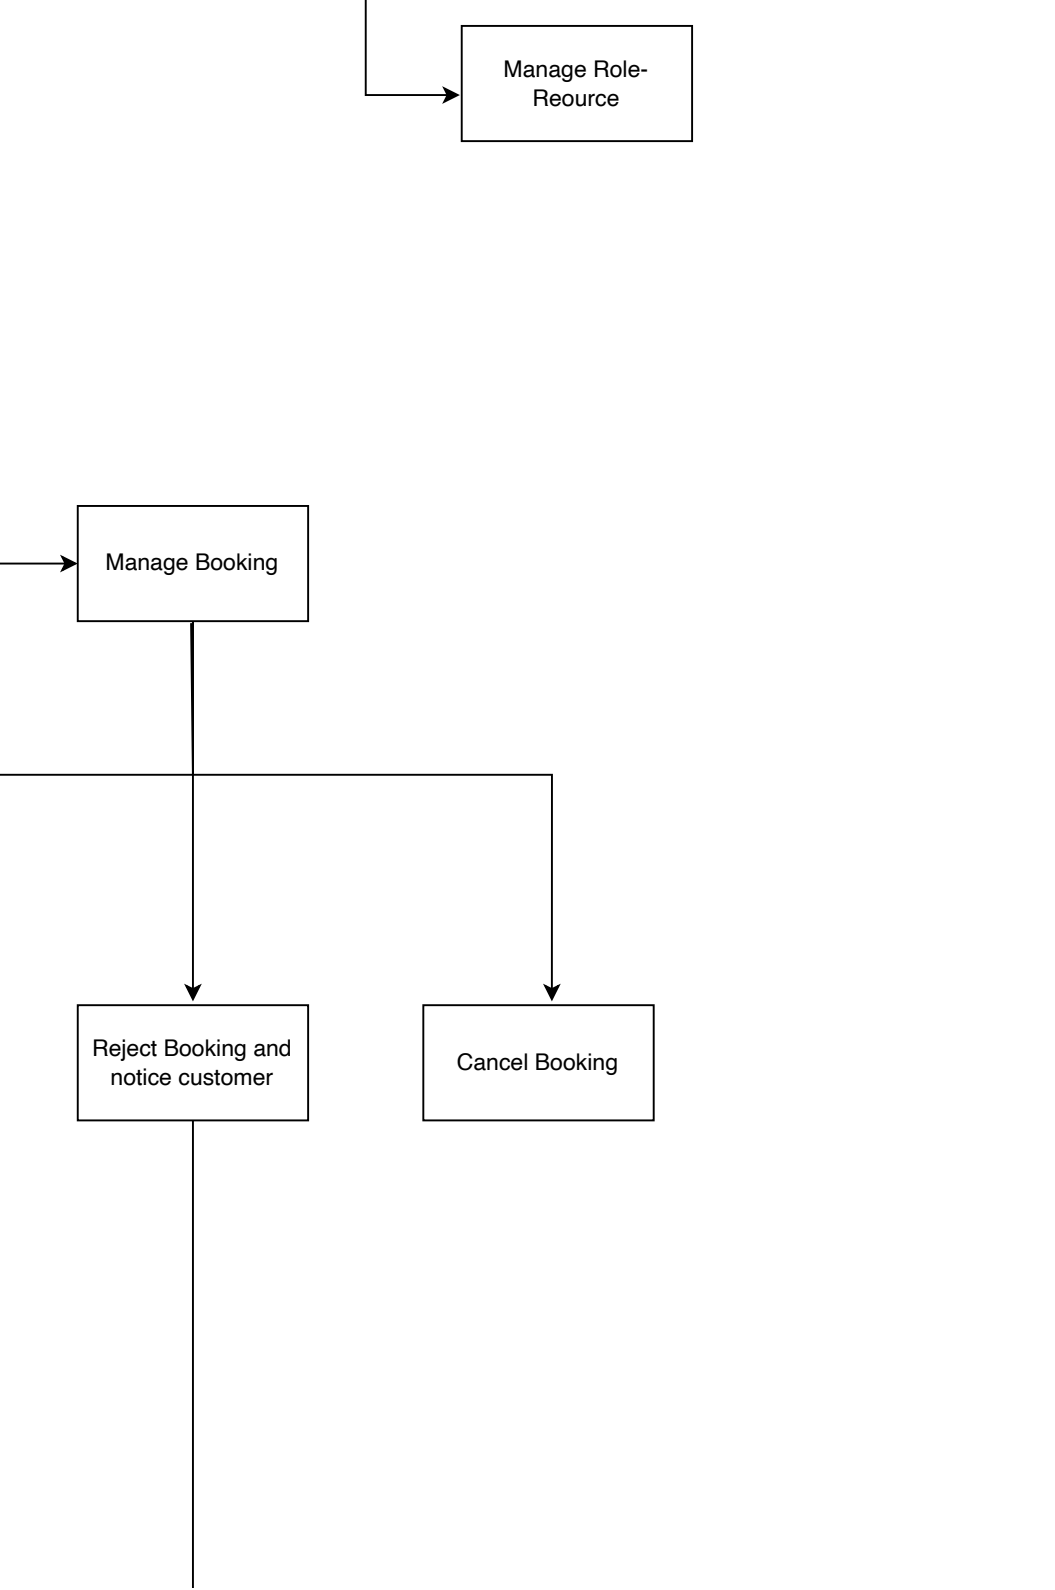 Manage Role-
Reource
Manage Booking
Reject Booking and
notice customer
Cancel Booking